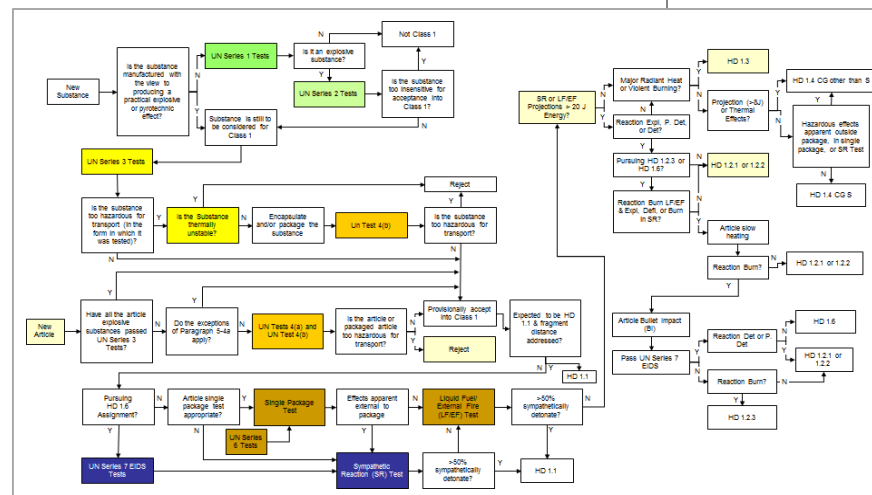 New
Substance
Is the substance
manufactured with
the view to
producing a
practical explosive
or pyrotechnic
effect?
N
Y
UN Series 1 Tests
Is it an explosive
substance?
N
Y
Not Class 1
UN Series 2 Tests
Is the substance
too insensitive for
acceptance into
Class 1?
Y
N
Substance is still to
be considered for
Class 1
UN Series 3 Tests
Is the substance
too hazardous for
transport (in the
form in which it
was tested)?
Y
N
Is the Substance
thermally
unstable?
Y
N
Encapsulate
and/or package the
substance
Un Test 4(b)
Is the substance
too hazardous for
transport?
Y
N
Reject
New
Article
Have all the article
explosive
substances passed
UN Series 3
Tests?
Y
N
Do the exceptions
of Paragraph 5-4a
apply?
Y
N
UN Tests 4(a) and
UN Test 4(b)
Is the article or
packaged article
too hazardous for
transport?
N
Y
Provisionally accept
into Class 1
Reject
Expected to be HD
1.1 & fragment
distance
addressed?
N
Y
HD 1.1
Pursuing
HD 1.6
Assignment?
N
Y
Article single
package test
appropriate?
Y
N
Single Package
Test
UN Series
6 Tests
Effects apparent
external to
package
N
Y
Liquid Fuel/
External Fire
(LF/EF) Test
>50%
sympathetically
detonate?
N
Y
UN Series 7 EIDS
Tests
Sympathetic
Reaction (SR) Test
>50%
sympathetically
detonate?
N
Y
HD 1.1
SR or LF/EF
Projections > 20 J
Energy?
N
Y
Major Radiant Heat
or Violent Burning?
Y
N
HD 1.3
Projection (>8J)
or Thermal
Effects?
Y
N
HD 1.4 CG other than S
Hazardous effects
apparent outside
package, in single
package, or SR Test
Y
N
HD 1.4 CG S
Reaction Expl, P. Det,
or Det?
N
Y
Pursuing HD 1.2.3 or
HD 1.6?
N
Y
HD 1.2.1 or 1.2.2
Reaction Burn LF/EF
& Expl, Defl, or Burn
in SR?
N
Y
Article slow
heating
Reaction Burn?
N
Y
HD 1.2.1 or 1.2.2
Article Bullet Impact
(BI)
Pass UN Series 7
EIDS
Y
N
Reaction Det or P.
Det
N
Y
HD 1.6
HD 1.2.1 or
1.2.2
Reaction Burn?
N
Y
HD 1.2.3